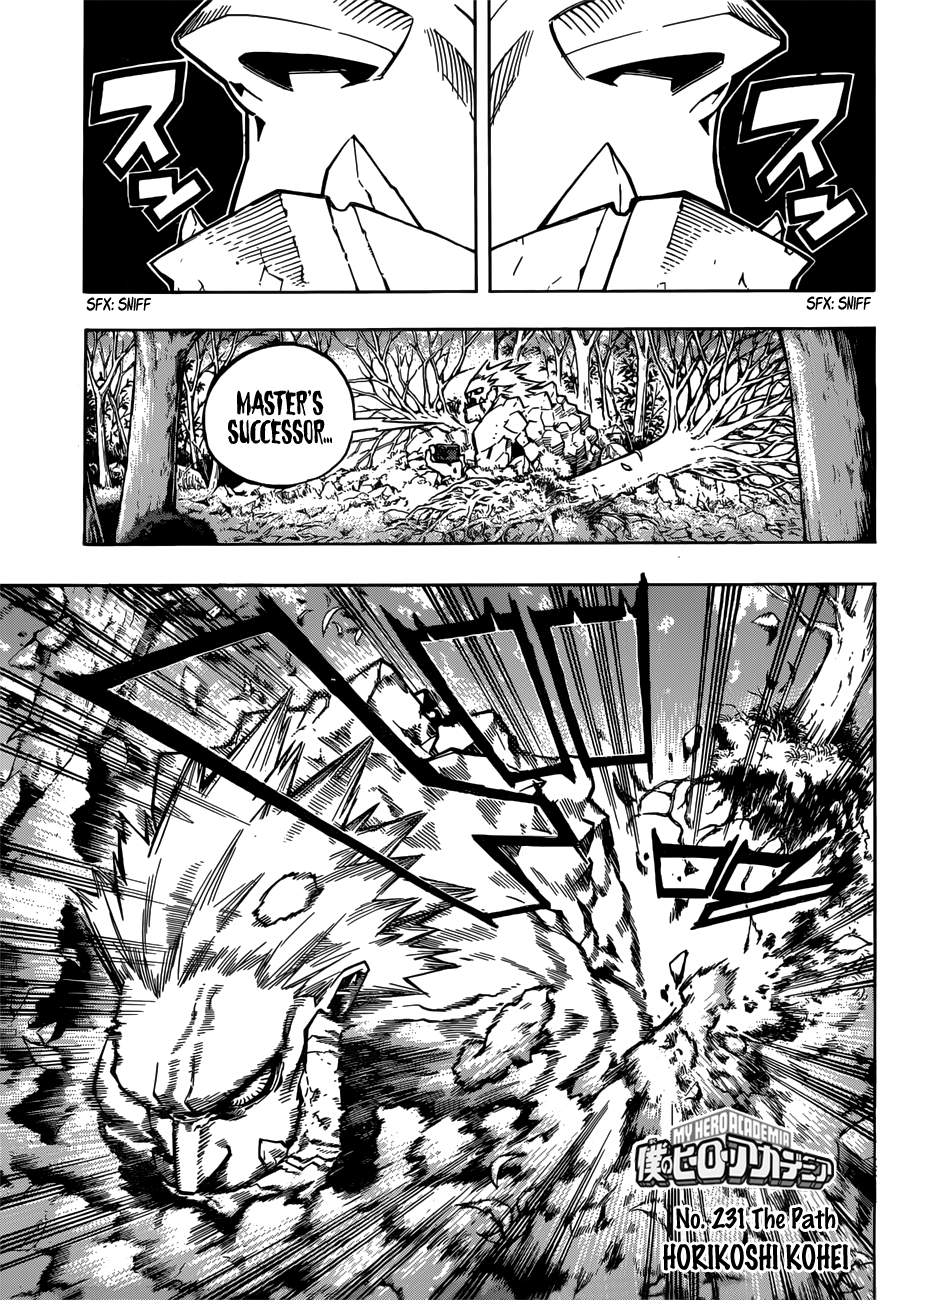 スン
スン
SFX: SNIFF
SFX: SNIFF
MASTER'S
SUCCESSOR...
MY HERO ACADEMIA
僕のヒーローアカデミア
No. 231 The Path
HORIKOSHI KOHEI